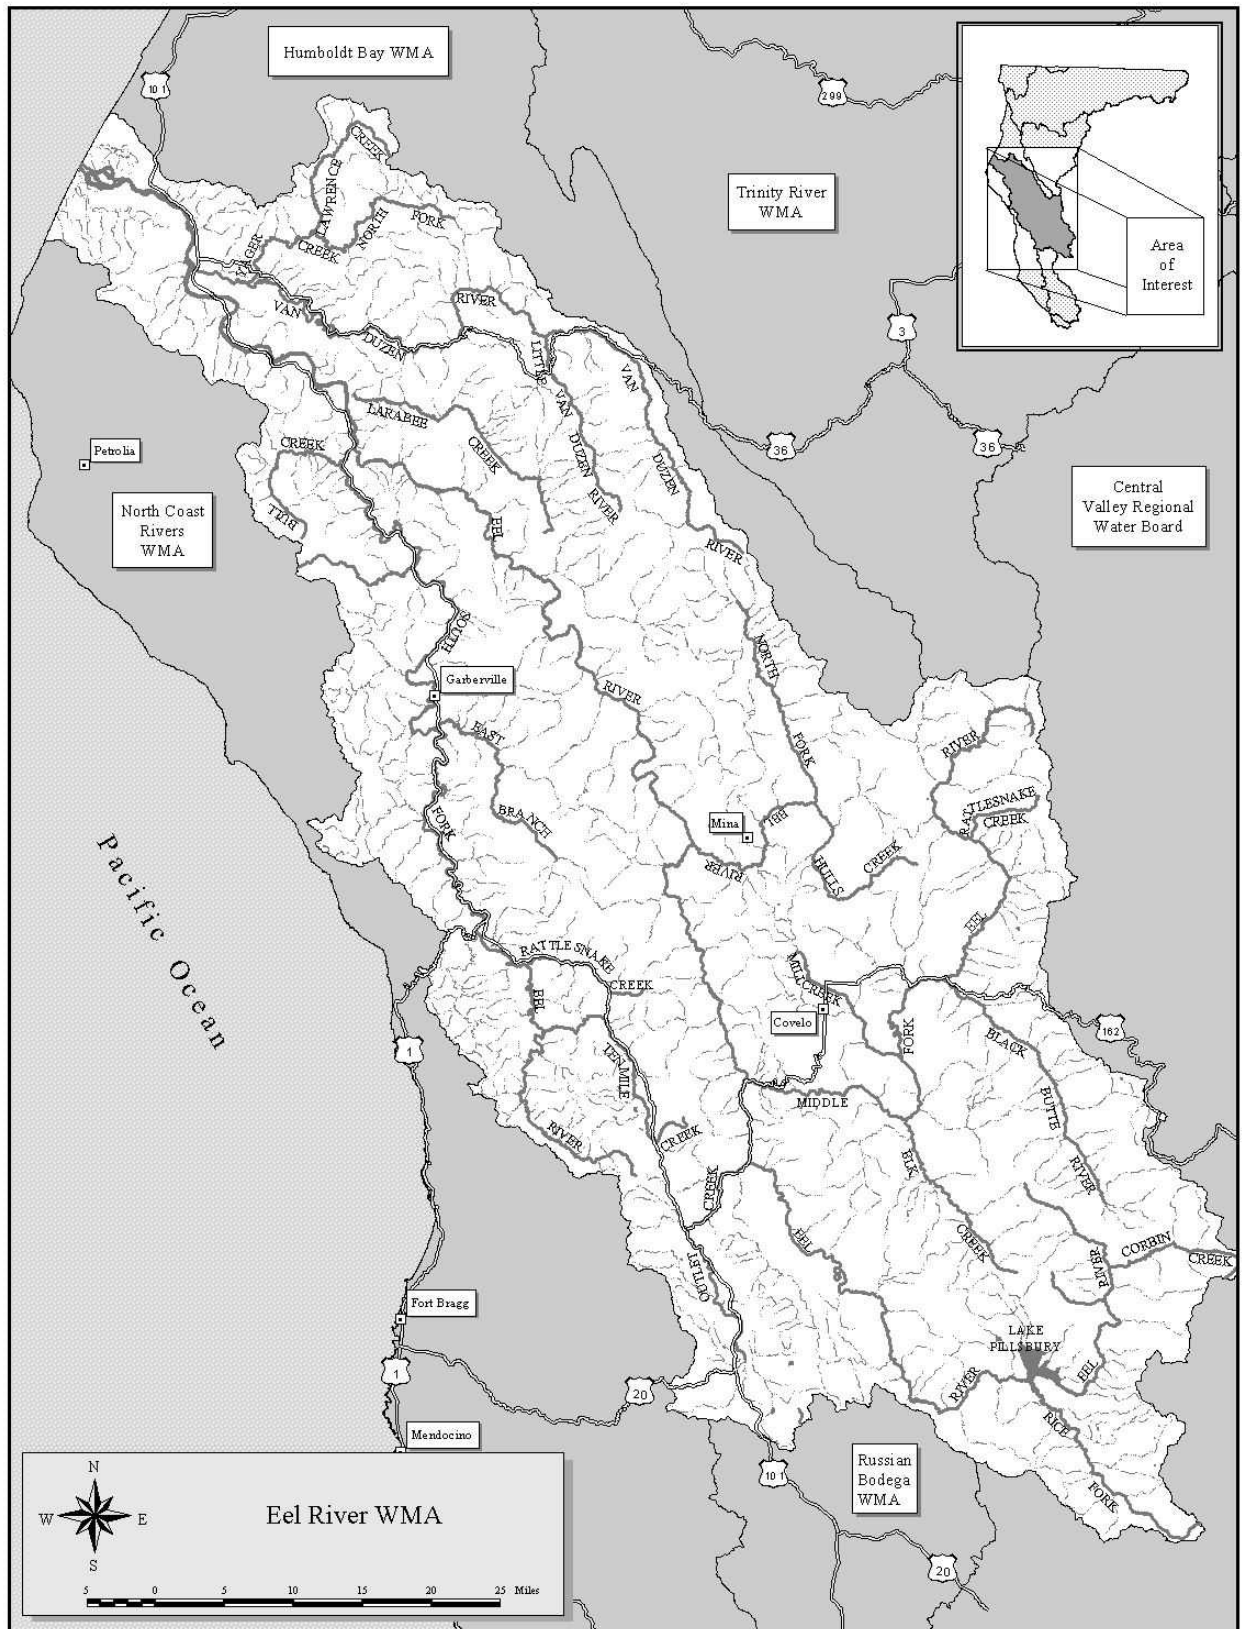 Humboldt Bay WMA
101
299
CREEK
LAWRENCE
Trinity River
WMA
NORTH
FORK
YAGER
CREEK
Area
of
Interest
RIVER
VAN
3
DUZEN
LITTLE
VAN
LARABEE
VAN
36
36
CREEK
CREEK
DUZEN
DUZEN
Petrolia
Central
Valley Regional
Water Board
North Coast
Rivers
WMA
BULL
RIVER
EEL
RIVER
SOUTH
NORTH
Garberville
RIVER
EAST
FORK
RIVER
RATTLESNAKE
CREEK
BRANCH
FORK
Mina
EEL
RIVER
HULLS
CREEK
Pacific Ocean
EEL
RATTLESNAKE
CREEK
MILL CREEK
EEL
Covelo
FORK
BLACK
162
1
TEN MILE
MIDDLE
BUTTE
RIVER
CREEK
ELK
RIVER
CREEK
EEL
CREEK
CORBIN
CREEK
RIVER
OUTLET
Fort Bragg
LAKE
PILLSBURY
1
20
RIVER
EEL
RICE
Mendocino
Russian
Bodega
WMA
101
FORK
20
N
W
E
S
Eel River WMA
5 0 5 10 15 20 25 Miles